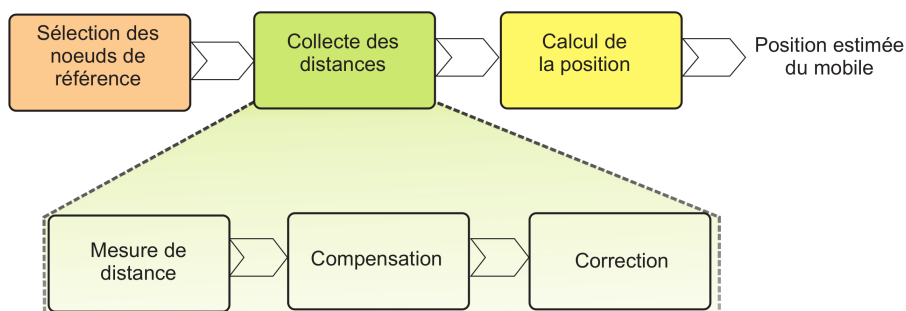 Sélection des
noeuds de
référence
Collecte des
distances
Calcul de
la position
Position estimée
du mobile
Mesure de
distance
Compensation
Correction